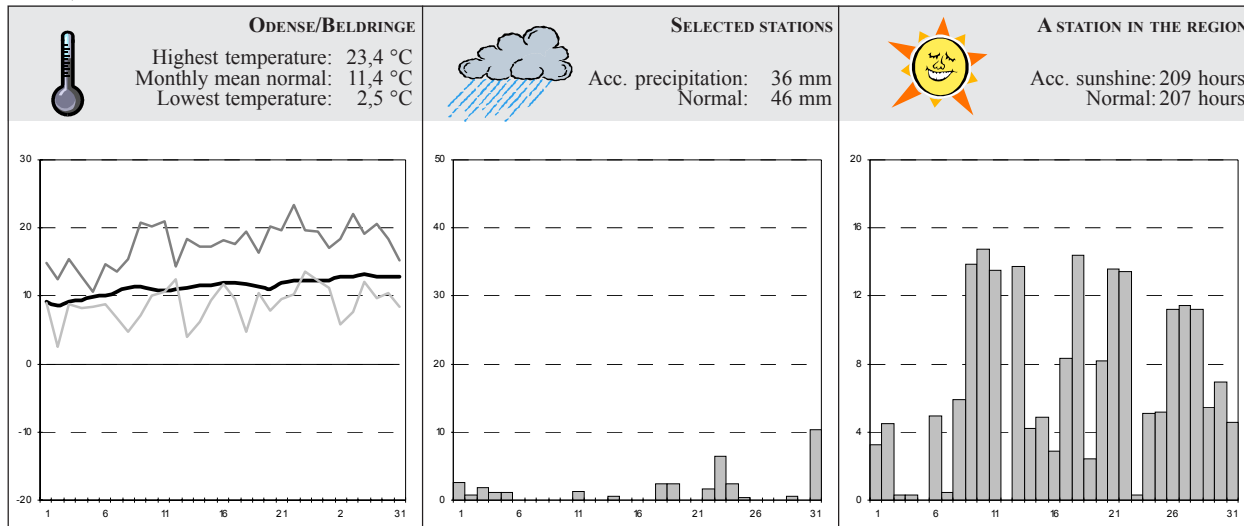 ODENSE/BELDRINGE
Highest temperature: 23,4 °C
Monthly mean normal: 11,4 °C
Lowest temperature: 2,5 °C
30
20
10
0
-10
-20
1 6 11 16 21 2 31
SELECTED STATIONS
Acc. precipitation: 36 mm
Normal: 46 mm
50
40
30
20
10
0
1 6 11 16 21 26 31
A STATION IN THE REGION
Acc. sunshine: 209 hours
Normal: 207 hours
20
16
12
8
4
0
1 6 11 16 21 26 31